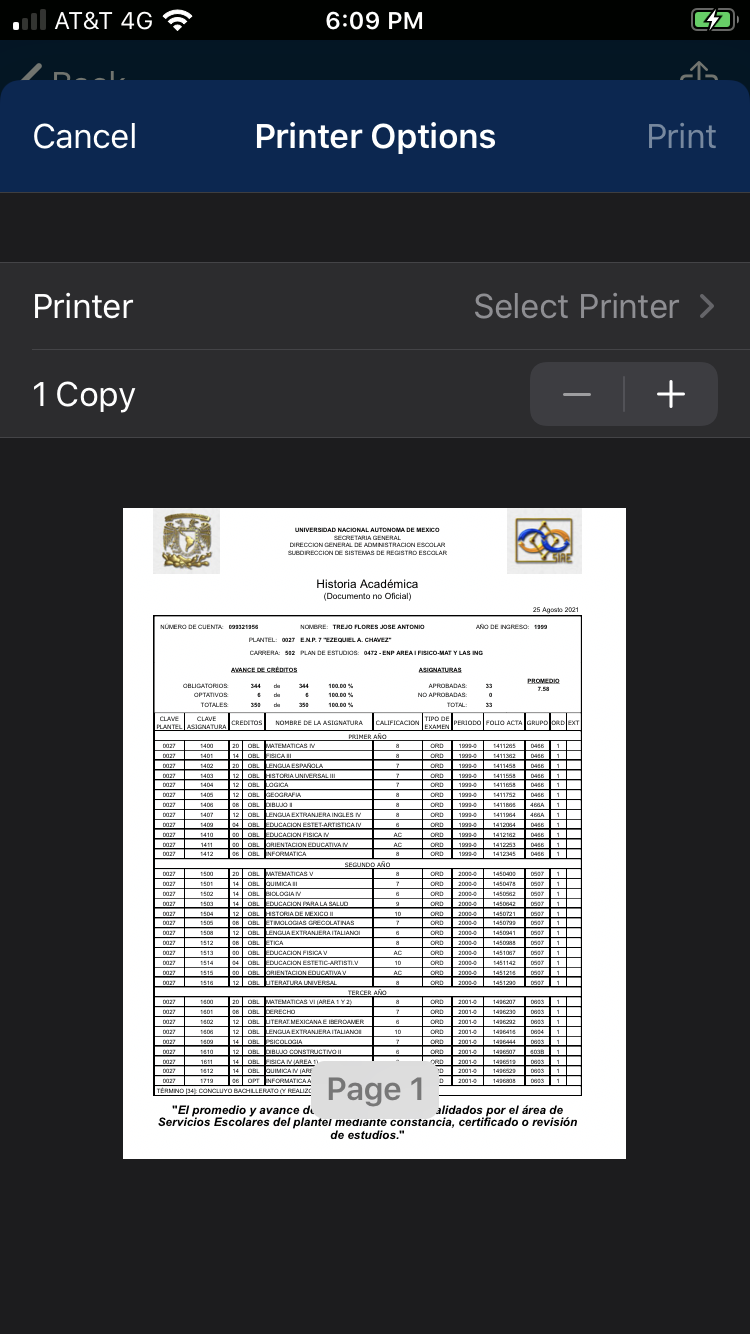 AT&T 4G 6:09 PM
Cancel Printer Options Print
Printer Select Printer
1 Copy
UNIVERSIDAD NACIONAL AUTONOMA DE MEXICO
SECRETARIA GENERAL
DIRECCION GENERAL DE ADMINISTRACION ESCOLAR
SUBDIRECCION DE SISTEMAS DE REGISTRO ESCOLAR
SIAE
Historia Académica
(Documento no Oficial)
25 Agosto 2021
NÚMERO DE CUENTA: 099321956 NOMBRE: TREJO FLORES JOSE ANTONIO AÑO DE INGRESO: 1999
PLANTEL: 0027 E.N.P. 7 "EZEQUIEL A. CHAVEZ"
CARRERA: 502 PLAN DE ESTUDIOS: 0472 - ENP AREA I FISICO-MAT Y LAS ING
AVANCE DE CRÉDITOS ASIGNATURAS
PROMEDIO
7.58
OBLIGATORIOS: 344 de 344 100.00 % APROBADAS: 33
OPTATIVOS: 6 de 6 100.00 % NO APROBADAS: 0
TOTALES: 350 de 350 100.00 % TOTAL: 33
CLAVE PLANTEL CLAVE ASIGNATURA CREDITOS NOMBRE DE LA ASIGNATURA CALIFICACION TIPO DE EXAMEN PERIODO FOLIO ACTA GRUPO ORD EXT
PRIMER AÑO
0027 1400 20 OBL MATEMATICAS IV 8 ORD 1999-0 1411265 0466 1
0027 1401 14 OBL FISICA III 8 ORD 1999-0 1411362 0466 1
0027 1402 20 OBL LENGUA ESPAÑOLA 7 ORD 1999-0 1411458 0466 1
0027 1403 12 OBL HISTORIA UNIVERSAL III 7 ORD 1999-0 1411558 0466 1
0027 1404 12 OBL LOGICA 7 ORD 1999-0 1411658 0466 1
0027 1405 12 OBL GEOGRAFIA 8 ORD 1999-0 1411752 0466 1
0027 1406 08 OBL DIBUJO II 8 ORD 1999-0 1411866 466A 1
0027 1407 12 OBL LENGUA EXTRANJERA INGLES IV 8 ORD 1999-0 1411964 466A 1
0027 1409 04 OBL EDUCACION ESTET-ARTISTICA IV 6 ORD 1999-0 1412064 0466 1
0027 1410 00 OBL EDUCACION FISICA IV AC ORD 1999-0 1412162 0466 1
0027 1411 00 OBL ORIENTACION EDUCATIVA IV AC ORD 1999-0 1412253 0466 1
0027 1412 06 OBL INFORMATICA 8 ORD 1999-0 1412345 0466 1
SEGUNDO AÑO
0027 1500 20 OBL MATEMATICAS V 8 ORD 2000-0 1450400 0507 1
0027 1501 14 OBL QUIMICA III 7 ORD 2000-0 1450478 0507 1
0027 1502 14 OBL BIOLOGIA IV 6 ORD 2000-0 1450562 0507 1
0027 1503 14 OBL EDUCACION PARA LA SALUD 9 ORD 2000-0 1450642 0507 1
0027 1504 12 OBL HISTORIA DE MEXICO II 10 ORD 2000-0 1450721 0507 1
0027 1505 08 OBL ETIMOLOGIAS GRECOLATINAS 7 ORD 2000-0 1450799 0507 1
0027 1508 12 OBL LENGUA EXTRANJERA ITALIANOI 6 ORD 2000-0 1450941 0507 1
0027 1512 08 OBL ETICA 8 ORD 2000-0 1450988 0507 1
0027 1513 00 OBL EDUCACION FISICA V AC ORD 2000-0 1451067 0507 1
0027 1514 04 OBL EDUCACION ESTETIC-ARTISTI.V 10 ORD 2000-0 1451142 0507 1
0027 1515 00 OBL ORIENTACION EDUCATIVA V AC ORD 2000-0 1451216 0507 1
0027 1516 12 OBL LITERATURA UNIVERSAL 8 ORD 2000-0 1451290 0507 1
TERCER AÑO
0027 1600 20 OBL MATEMATICAS VI (AREA 1 Y 2) 8 ORD 2001-0 1496207 0603 1
0027 1601 08 OBL DERECHO 7 ORD 2001-0 1496230 0603 1
0027 1602 12 OBL LITERAT.MEXICANA E IBEROAMER 6 ORD 2001-0 1496292 0603 1
0027 1606 12 OBL LENGUA EXTRANJERA ITALIANOII 10 ORD 2001-0 1496416 0604 1
0027 1609 14 OBL PSICOLOGIA 7 ORD 2001-0 1496444 0603 1
0027 1610 12 OBL DIBUJO CONSTRUCTIVO II 6 ORD 2001-0 1496507 603B 1
0027 1611 14 OBL FISICA IV (AREA 1) ORD 2001-0 1496519 0603 1
0027 1612 14 OBL QUIMICA IV (AR ORD 2001-0 1496529 0603 1
0027 1719 06 OPT INFORMATICA A ORD 2001-0 1496808 0603 1
TÉRMINO [34]: CONCLUYO BACHILLERATO (Y REALIZO
Page 1
"El promedio y avance de alidados por el área de
Servicios Escolares del plantel mediante constancia, certificado o revisión
de estudios."